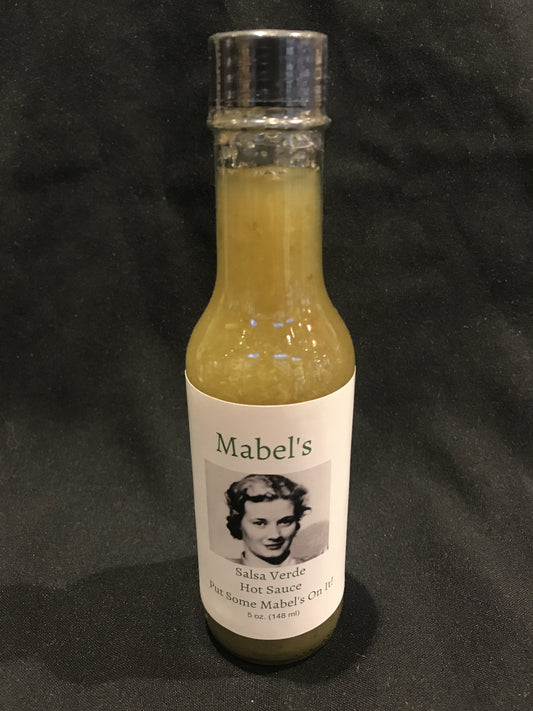 Mabel's
Salsa Verde
Hot Sauce
Put Some Mabel's On It!
5 oz. (148 ml)